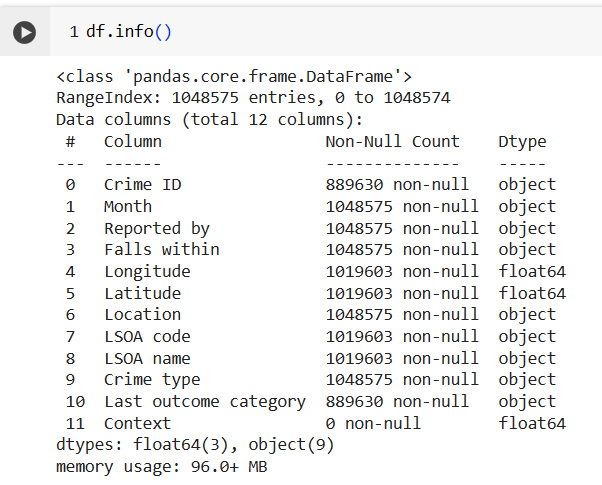 1 df.info()
<class 'pandas.core.frame.DataFrame'>
RangeIndex: 1048575 entries, 0 to 1048574
Data columns (total 12 columns):
 #   Column                 Non-Null Count    Dtype
---  ------                 --------------    -----
 0   Crime ID               889630 non-null   object
 1   Month                  1048575 non-null  object
 2   Reported by            1048575 non-null  object
 3   Falls within           1048575 non-null  object
 4   Longitude              1019603 non-null  float64
 5   Latitude               1019603 non-null  float64
 6   Location               1048575 non-null  object
 7   LSOA code              1019603 non-null  object
 8   LSOA name              1019603 non-null  object
 9   Crime type             1048575 non-null  object
 10  Last outcome category  889630 non-null   object
 11  Context                0 non-null        float64
dtypes: float64(3), object(9)
memory usage: 96.0+ MB